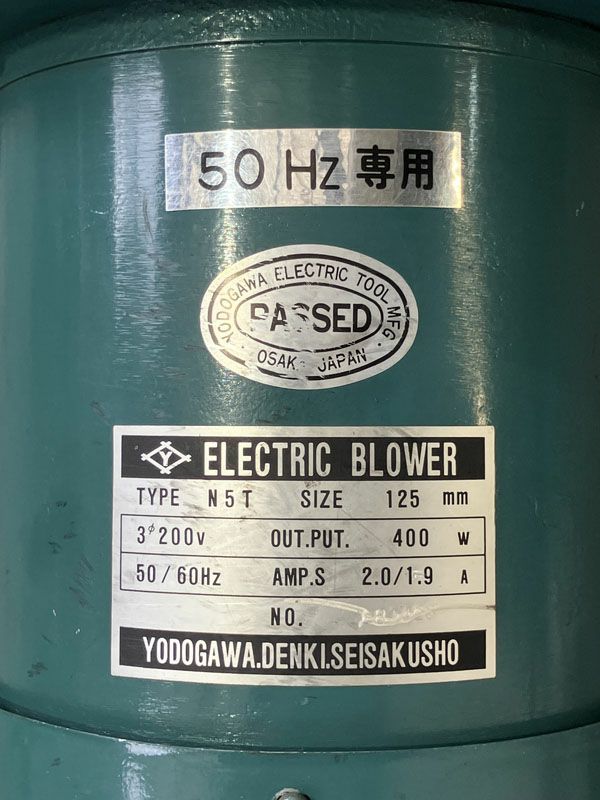 50 Hz 専用
YODOGAWA ELECTRIC TOOL MFG.
PASSED
OSAKA JAPAN
Y ELECTRIC BLOWER
TYPE N5T SIZE 125 mm
3φ200v OUT.PUT. 400 W
50/60Hz AMP.S 2.0/1.9 A
NO.
YODOGAWA.DENKI.SEISAKUSHO